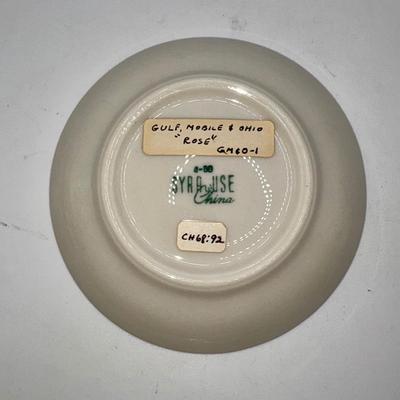 GULF, MOBILE & OHIO
"ROSE"
GM&O-1
SYRACUSE
China
CH68:92